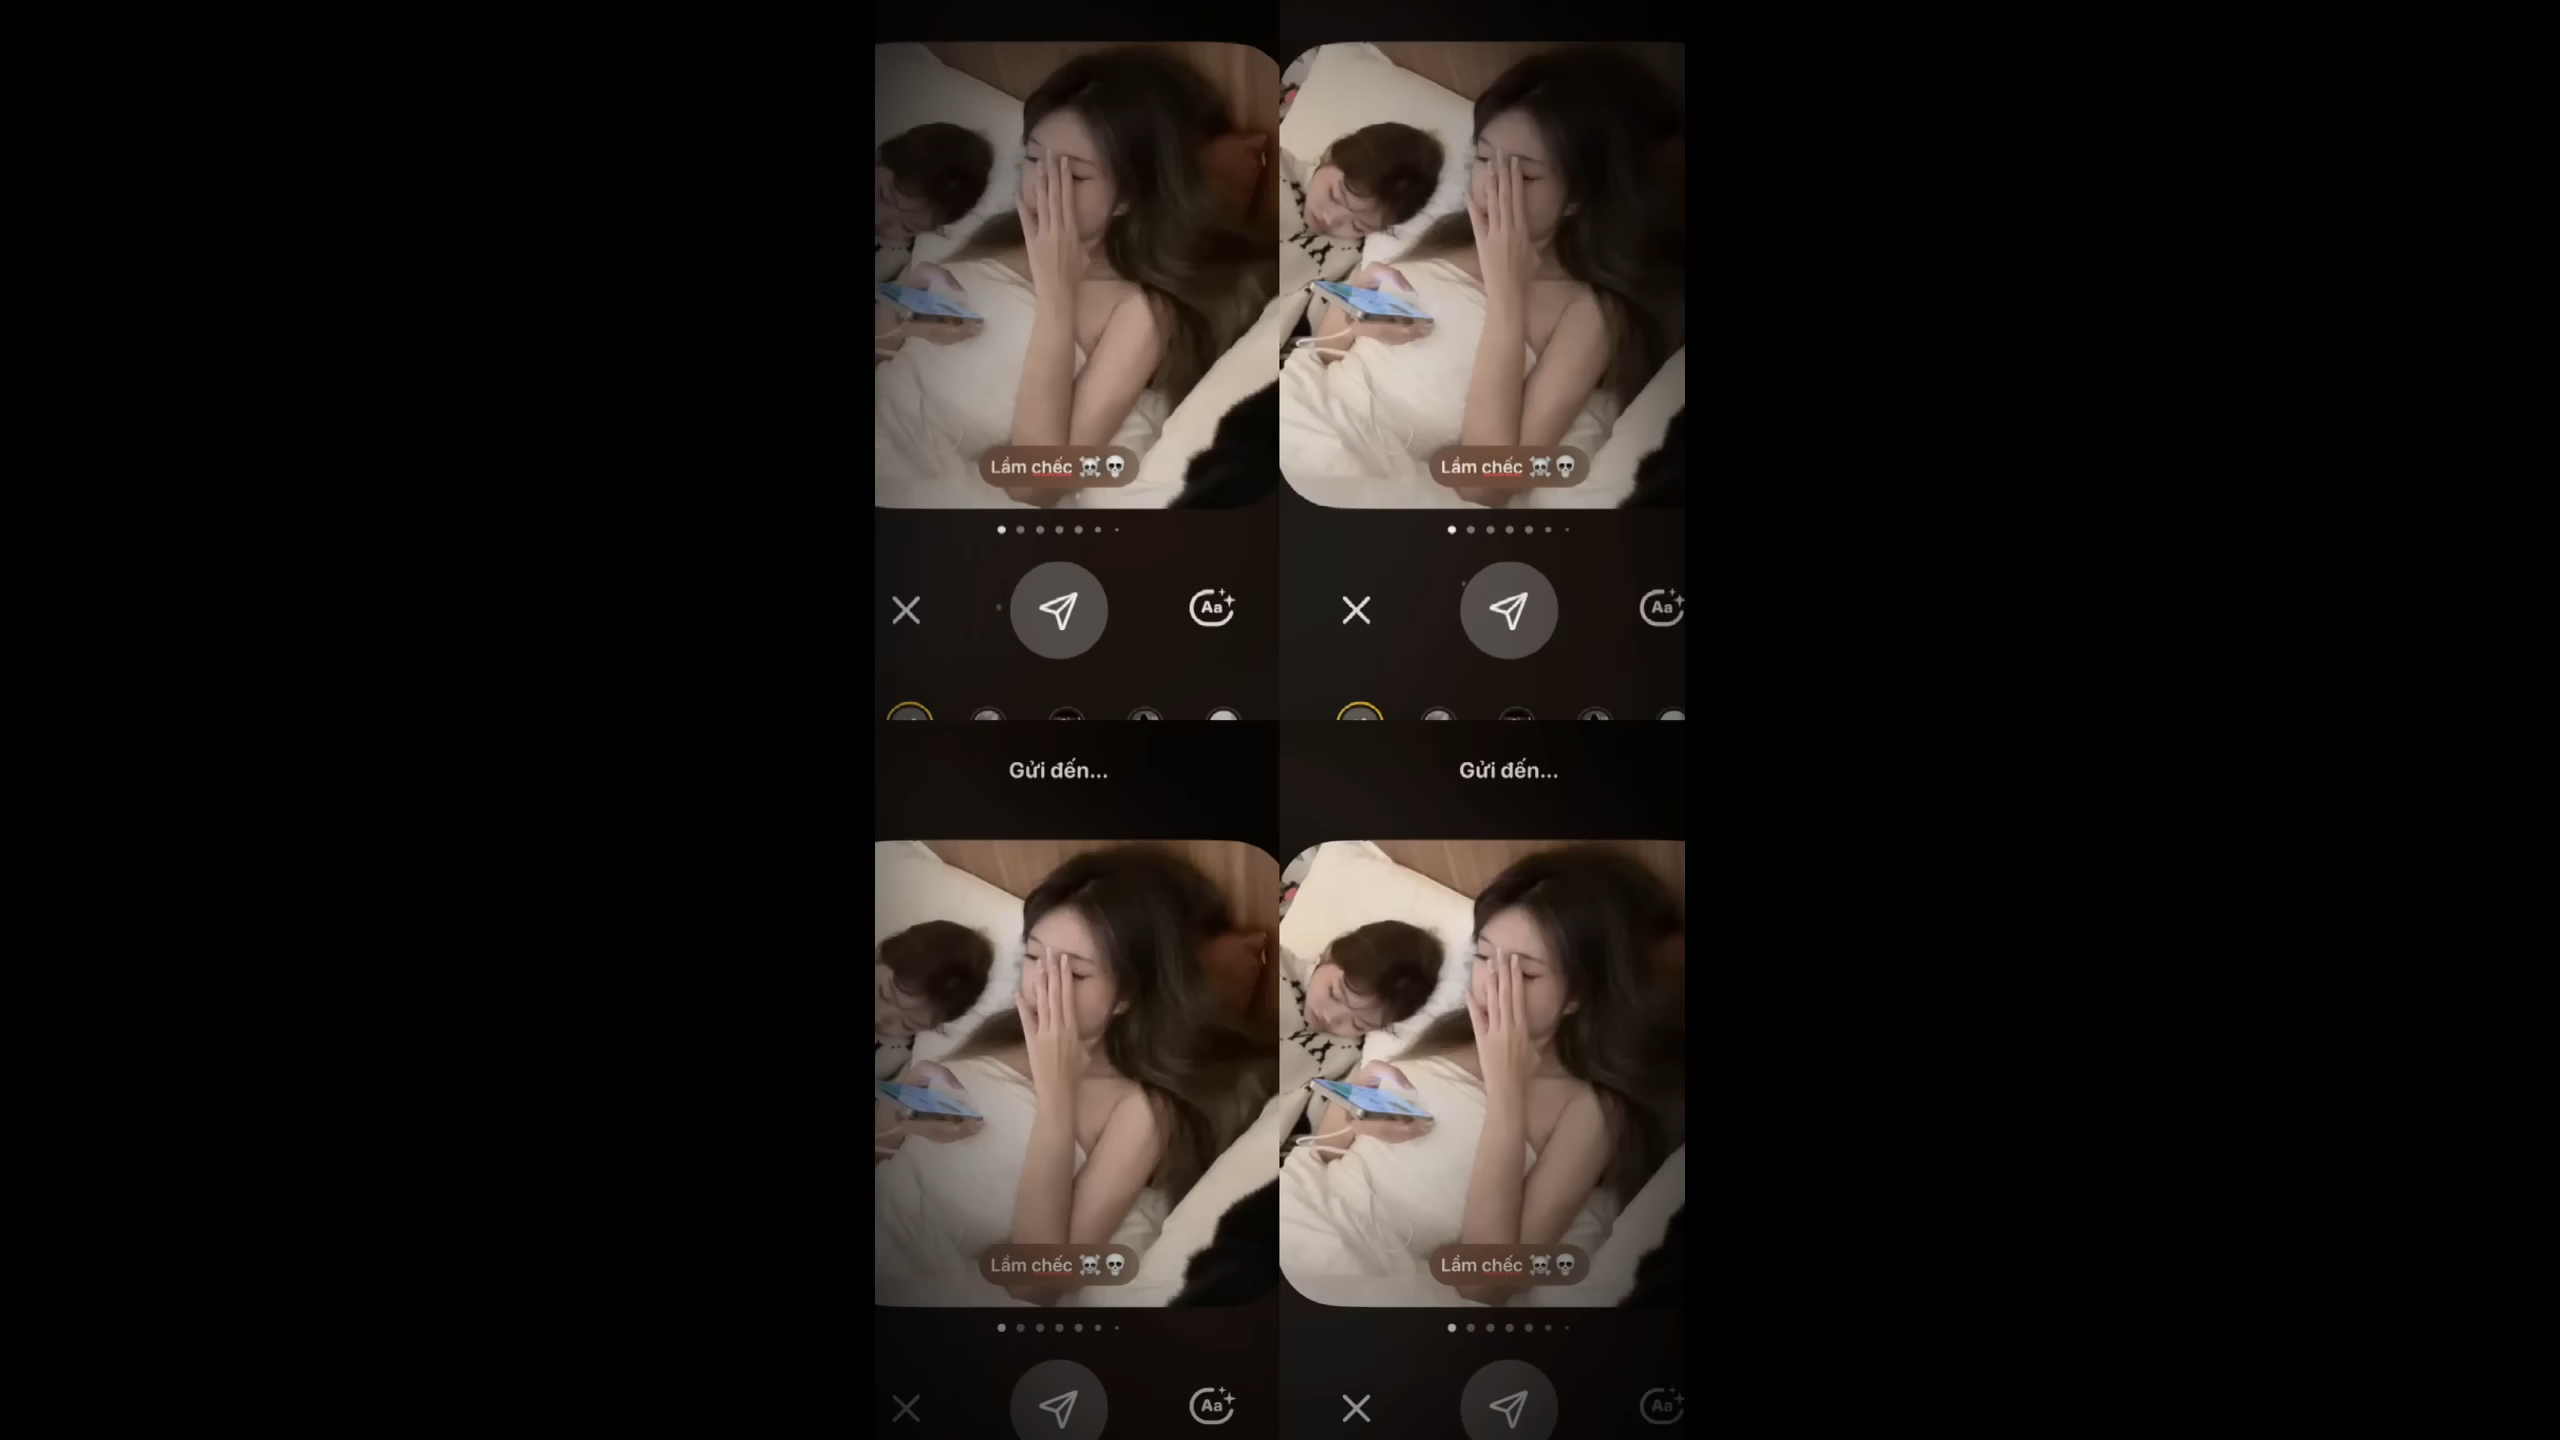 Lầm chếc ☠️💀
Lầm chếc ☠️💀
Aa
Aa
Gửi đến...
Gửi đến...
Lầm chếc ☠️💀
Lầm chếc ☠️💀
Aa
Aa